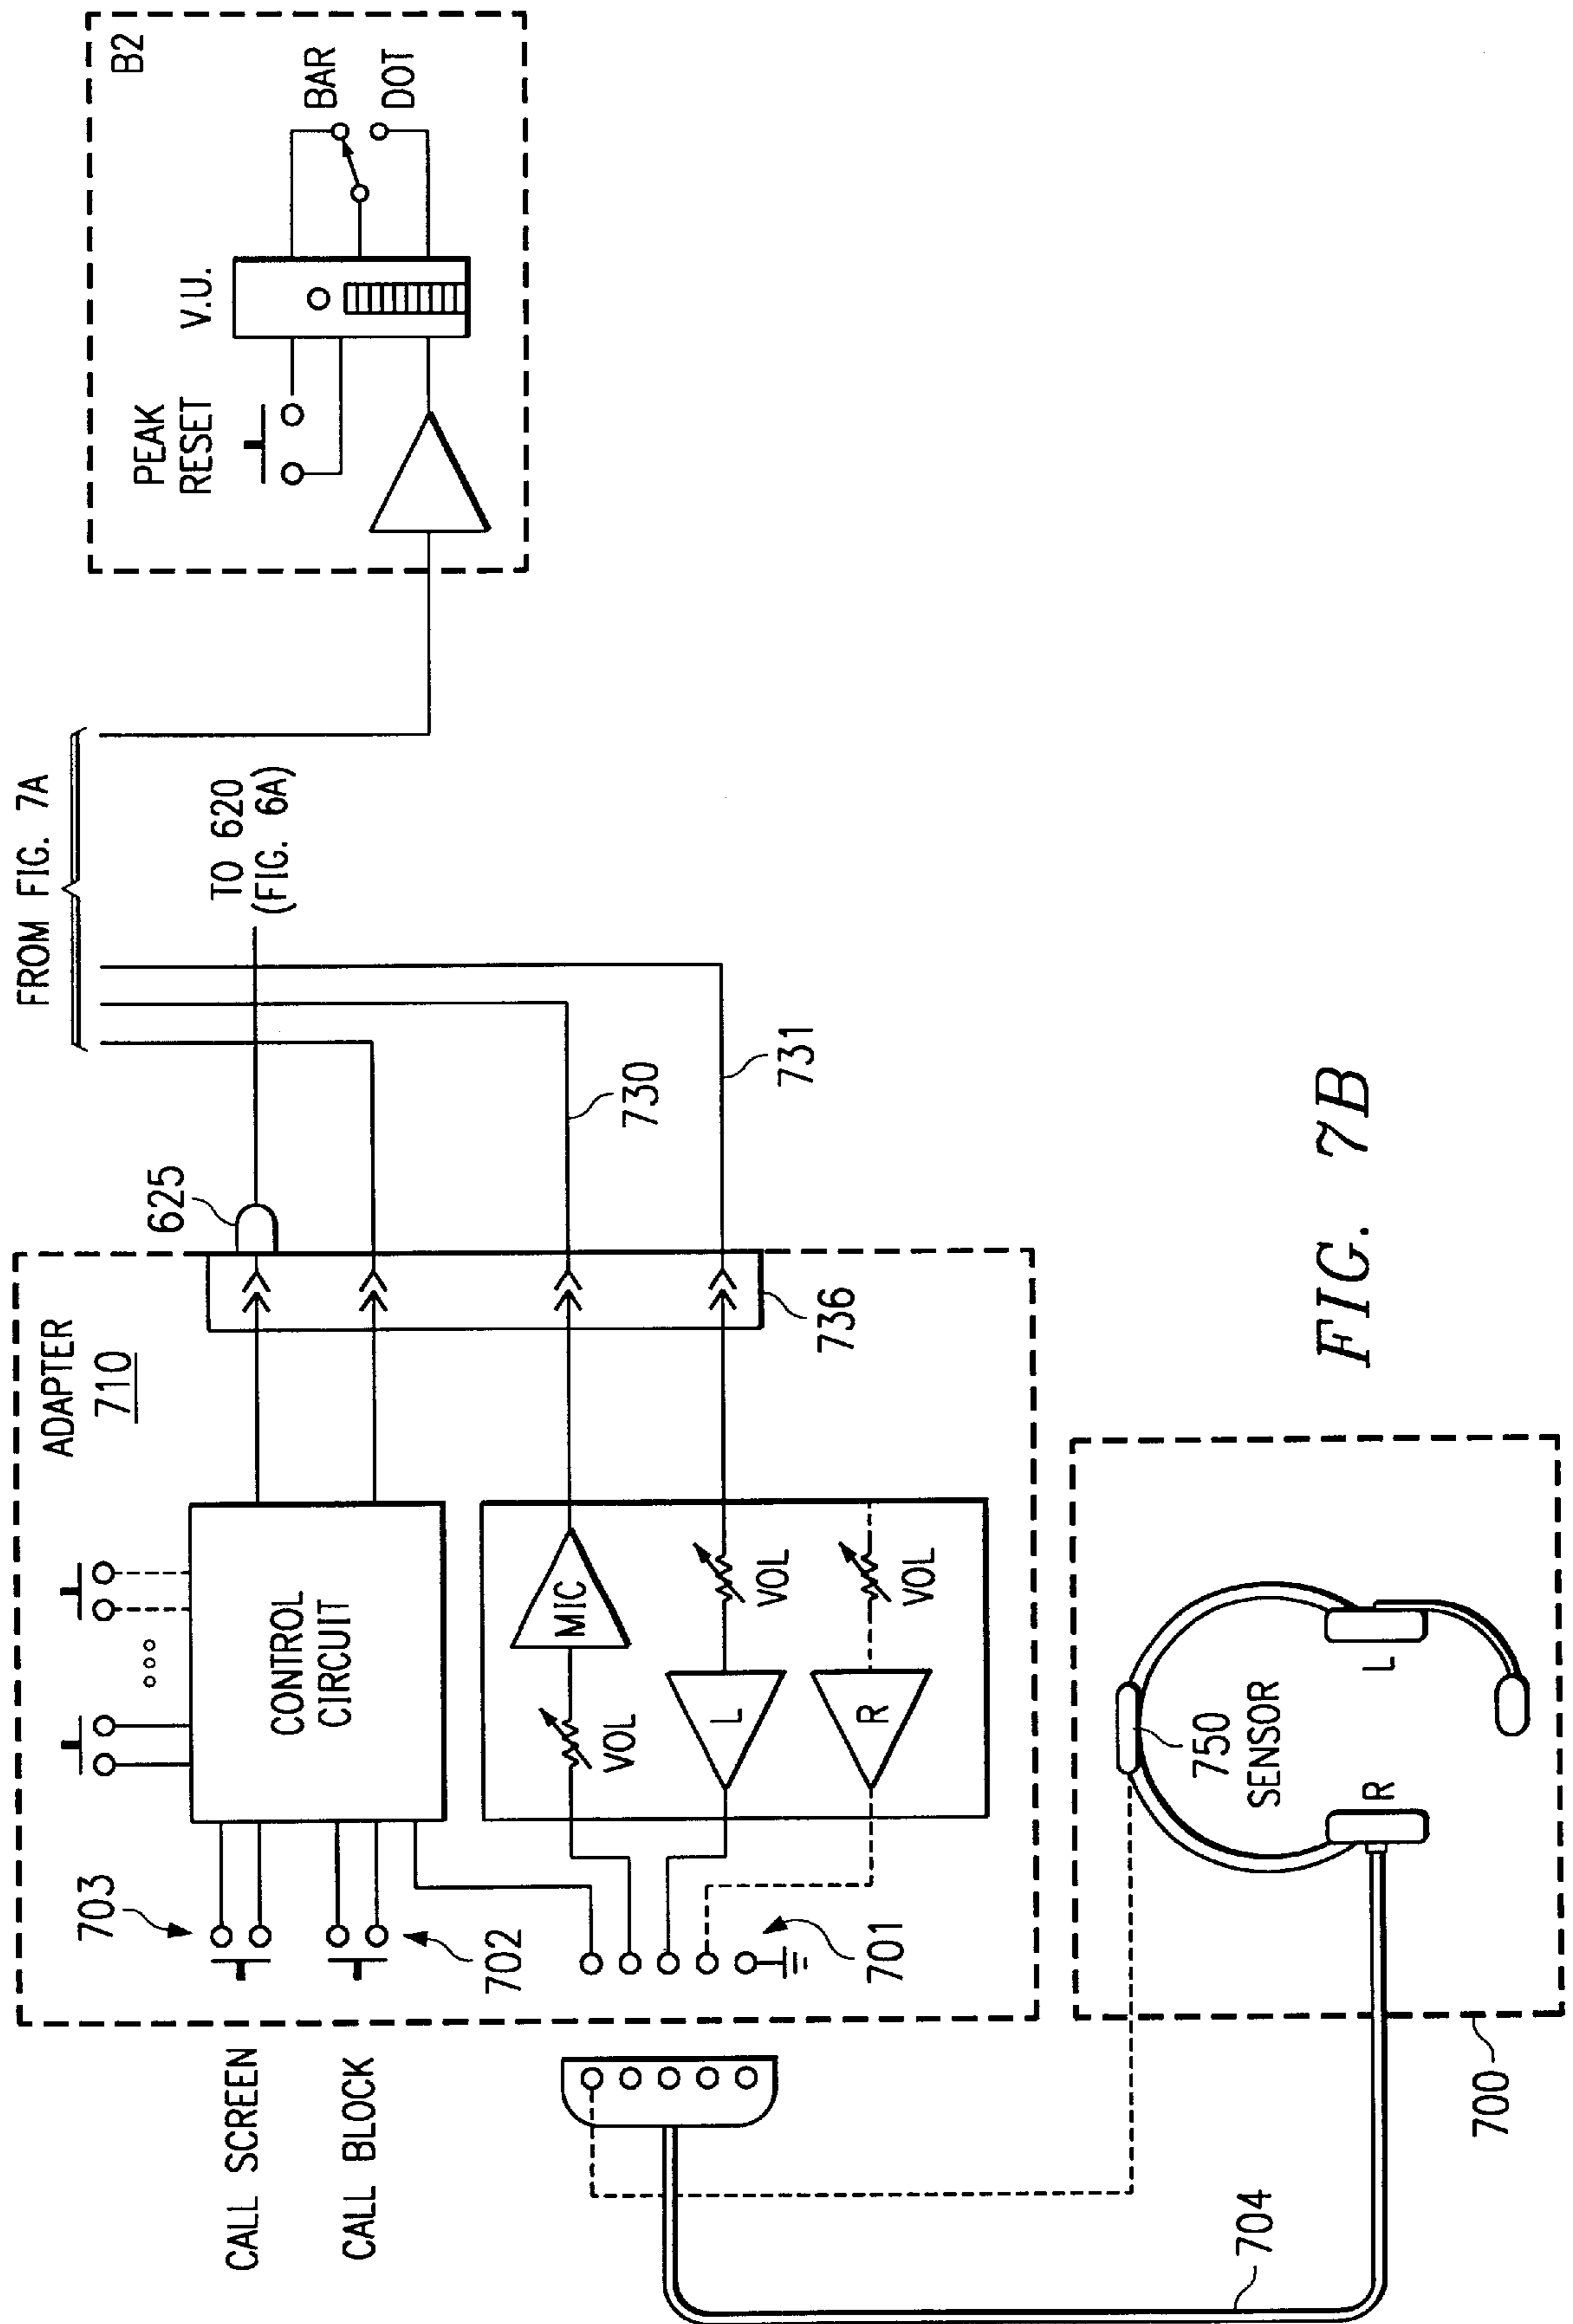 FROM FIG. 7A
B2
PEAK
RESET
V.U.
BAR
DOT
TO 620
(FIG. 6A)
ADAPTER
710
625
CALL SCREEN
703
CONTROL
CIRCUIT
CALL BLOCK
702
VOL
MIC
730
L
VOL
731
R
VOL
701
736
750
SENSOR
R
L
700
704
FIG. 7B